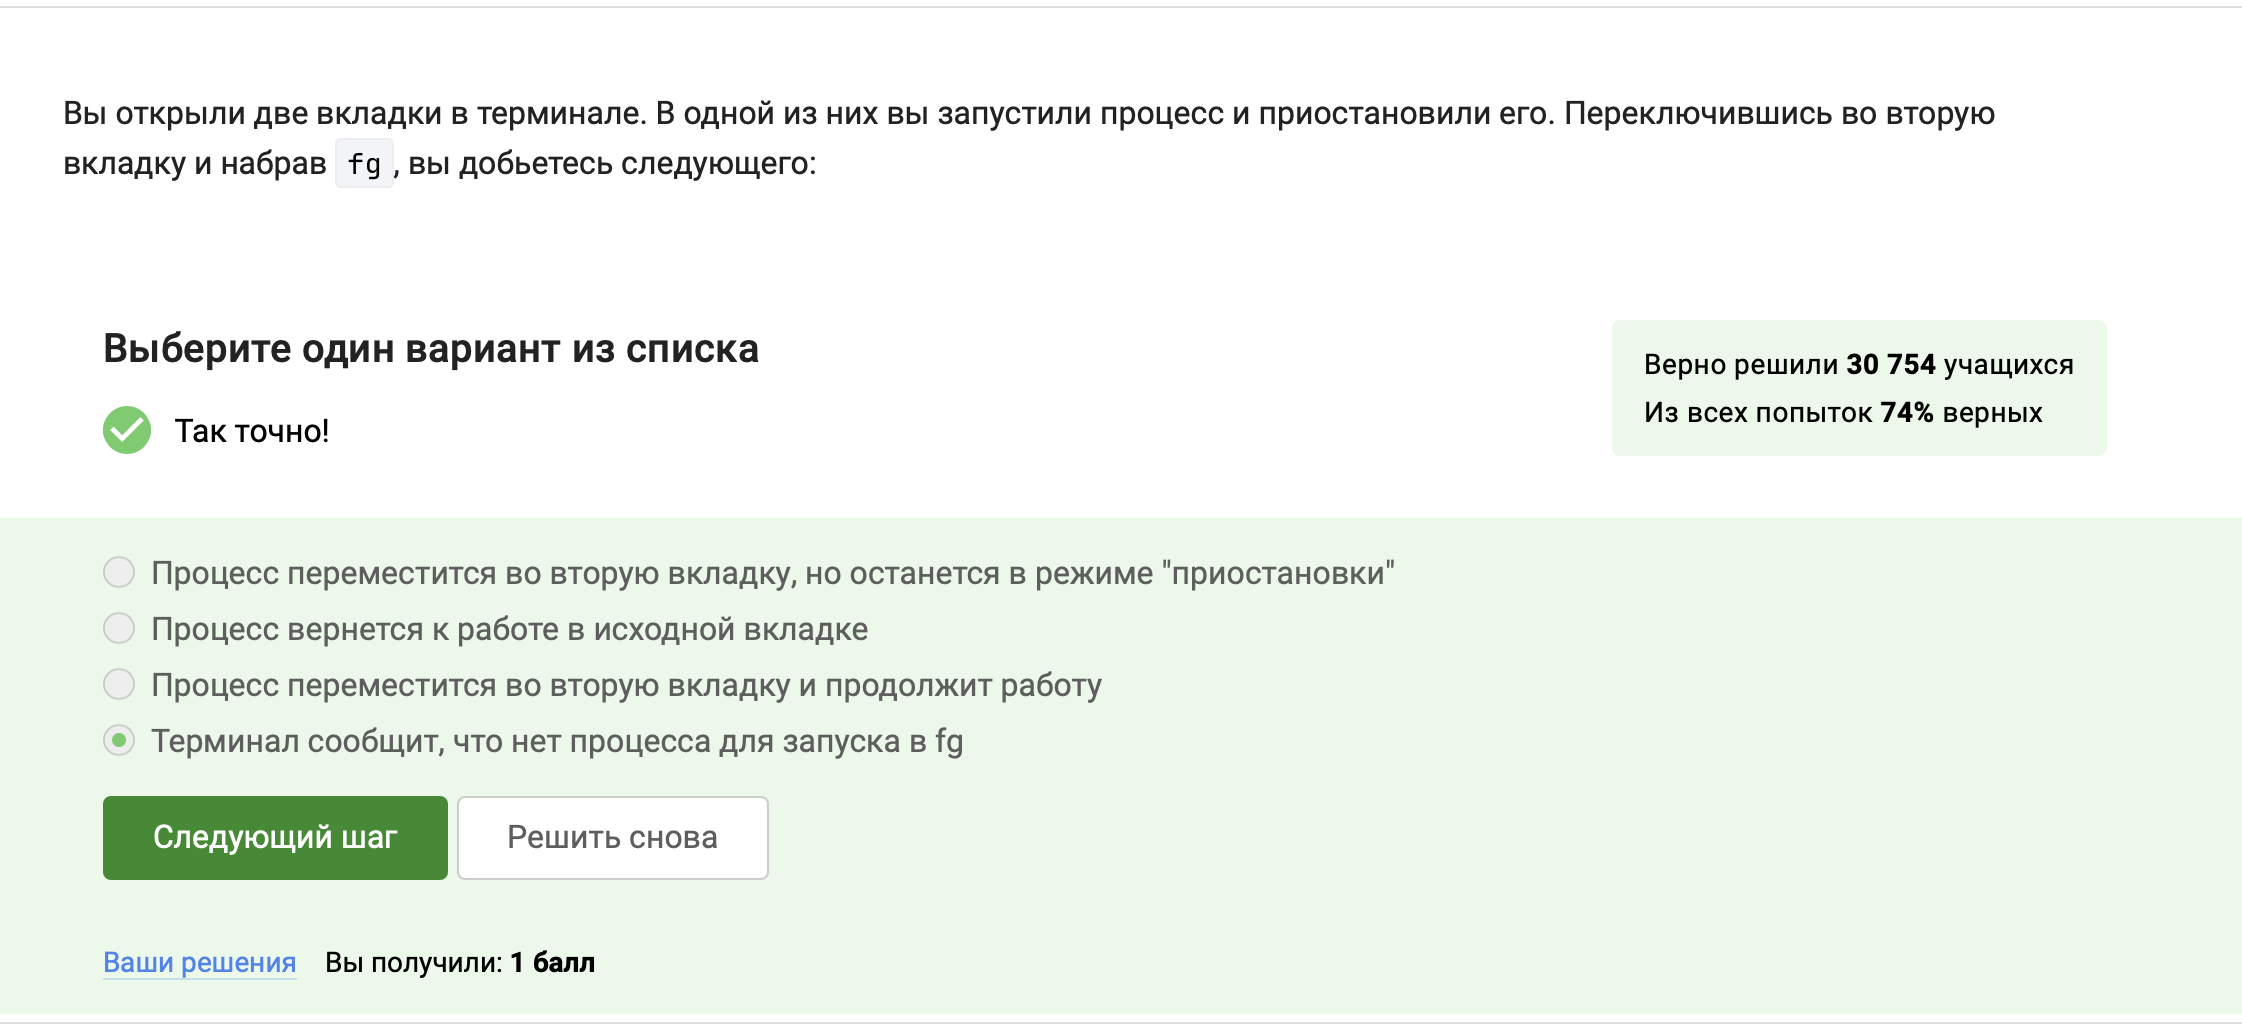 Вы открыли две вкладки в терминале. В одной из них вы запустили процесс и приостановили его. Переключившись во вторую
вкладку и набрав fg, вы добьетесь следующего:
Выберите один вариант из списка
Так точно!
Верно решили 30 754 учащихся
Из всех попыток 74% верных
Процесс переместится во вторую вкладку, но останется в режиме "приостановки"
Процесс вернется к работе в исходной вкладке
Процесс переместится во вторую вкладку и продолжит работу
Терминал сообщит, что нет процесса для запуска в fg
Следующий шаг
Решить снова
Ваши решения Вы получили: 1 балл